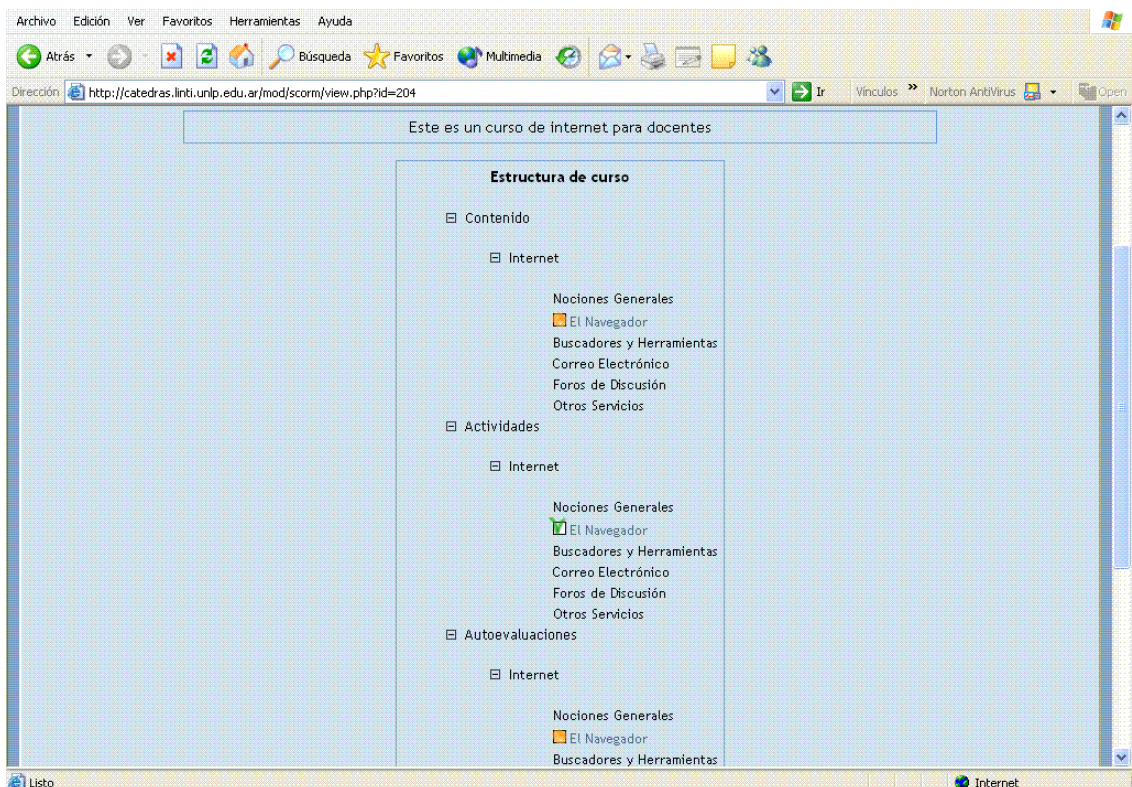 Archivo Edición Ver Favoritos Herramientas Ayuda
Atrás Búsqueda Favoritos Multimedia
Dirección http://catedras.linti.unlp.edu.ar/mod/scorm/view.php?id=204 Ir Vínculos » Norton AntiVirus Open
Este es un curso de internet para docentes
Estructura de curso
Contenido
Internet
Nociones Generales
El Navegador
Buscadores y Herramientas
Correo Electrónico
Foros de Discusión
Otros Servicios
Actividades
Internet
Nociones Generales
El Navegador
Buscadores y Herramientas
Correo Electrónico
Foros de Discusión
Otros Servicios
Autoevaluaciones
Internet
Nociones Generales
El Navegador
Buscadores y Herramientas
Listo Internet